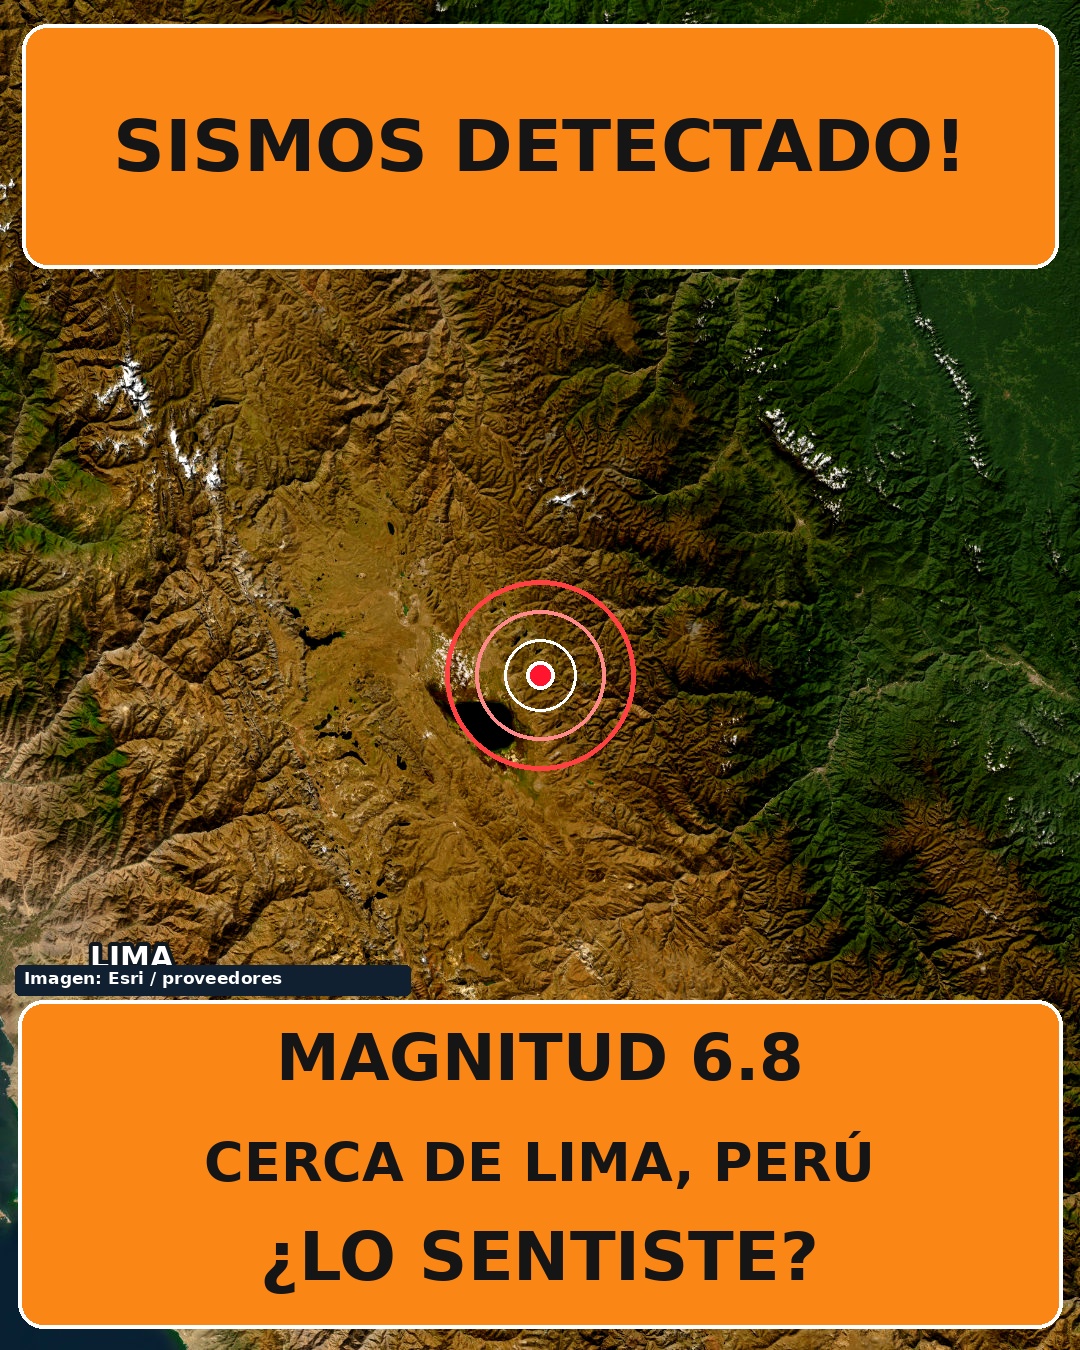 SISMOS DETECTADO!
LIMA
Imagen: Esri / proveedores
MAGNITUD 6.8
CERCA DE LIMA, PERÚ
¿LO SENTISTE?